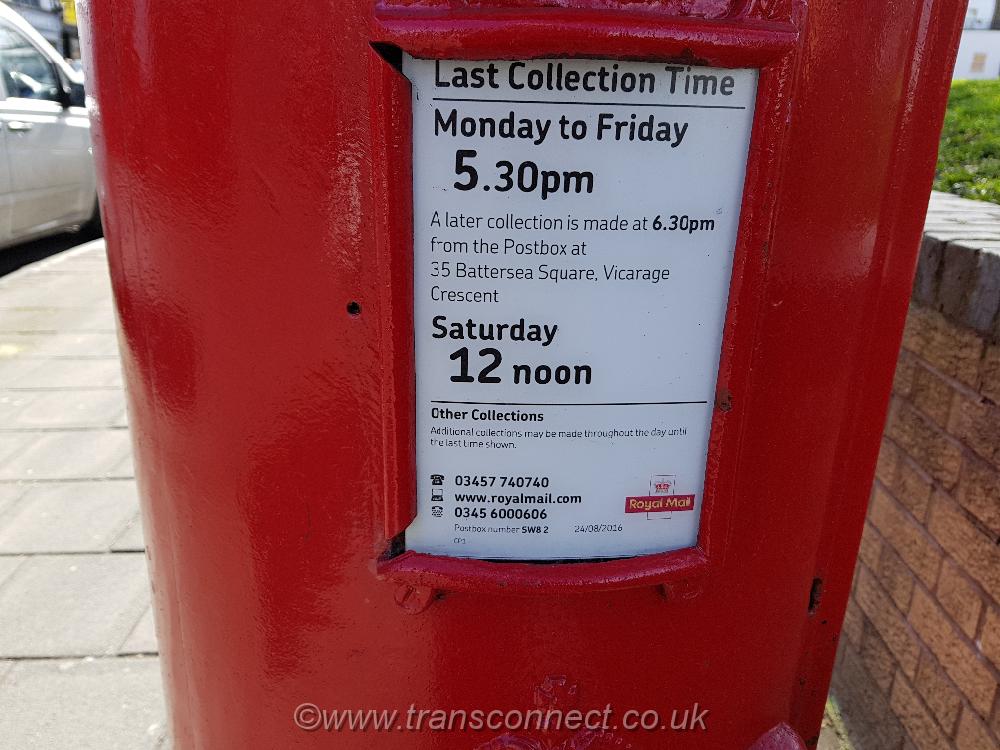 Last Collection Time
Monday to Friday
5.30pm
A later collection is made at 6.30pm
from the Postbox at
35 Battersea Square, Vicarage
Crescent
Saturday
12 noon
Other Collections
Additional collections may be made throughout the day until
the last time shown.
03457 740740
www.royalmail.com
0345 6000606
Royal Mail
Postbox number SW8 2 24/08/2016
CP1
©www.transconnect.co.uk